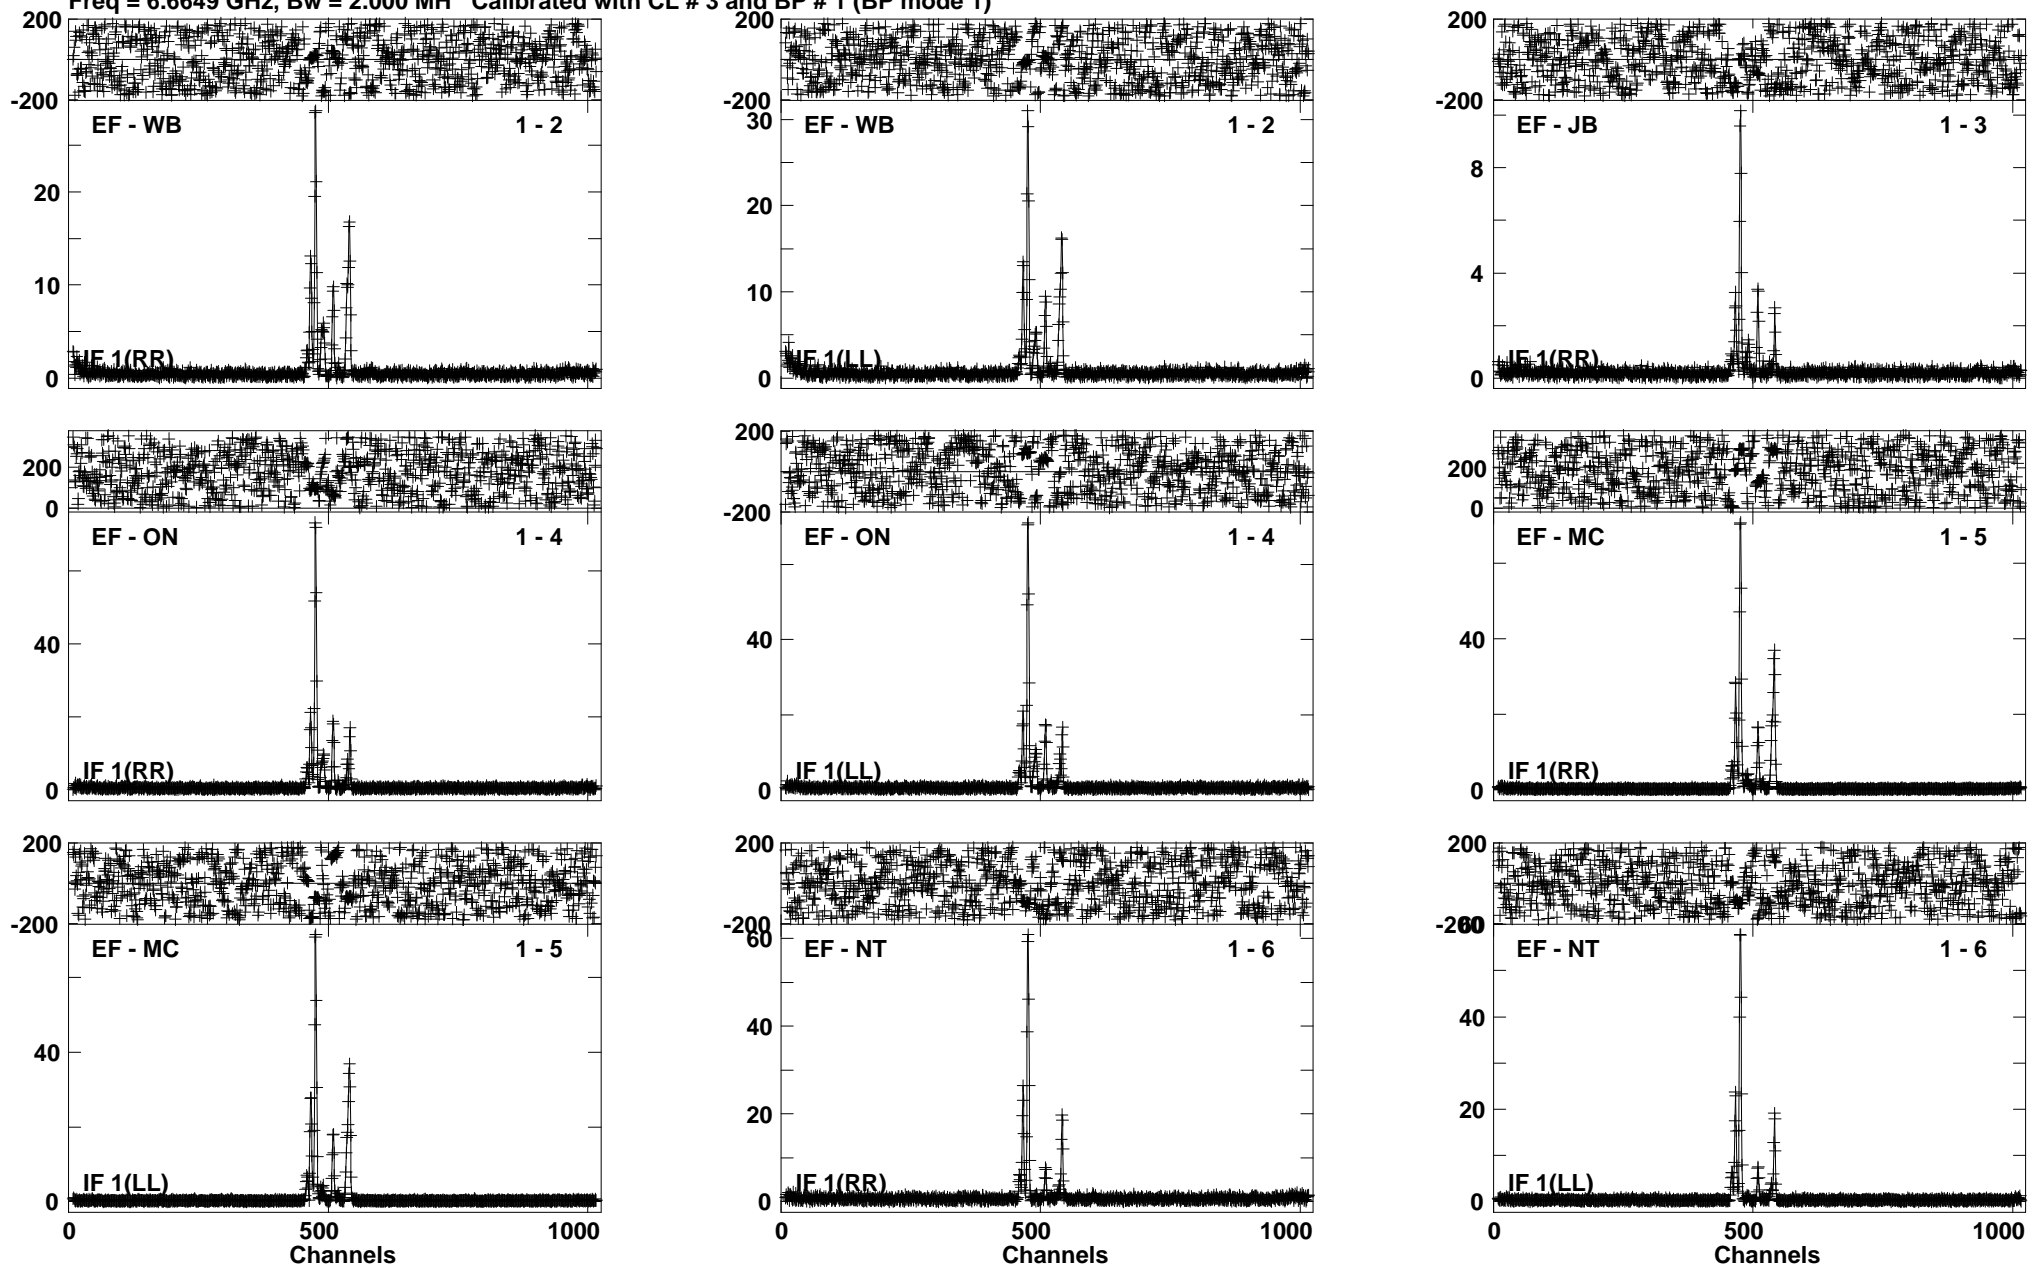 Freq = 6.6649 GHz, Bw = 2.000 MH Calibrated with CL # 3 and BP # 1 (BP mode 1)
200
-200
EF - WB 1 - 2
20
10
0
IF 1(RR)
200
-200
EF - WB 1 - 2
30
20
10
0
IF 1(LL)
200
-200
EF - JB 1 - 3
8
4
0
IF 1(RR)
200
0
EF - ON 1 - 4
40
0
IF 1(RR)
200
-200
EF - ON 1 - 4
40
0
IF 1(LL)
200
0
EF - MC 1 - 5
40
0
IF 1(RR)
200
-200
EF - MC 1 - 5
40
0
IF 1(LL)
0 500 1000
Channels
200
-200
EF - NT 1 - 6
60
40
20
0
IF 1(RR)
0 500 1000
Channels
200
-200
60
EF - NT 1 - 6
40
20
0
IF 1(LL)
0 500 1000
Channels